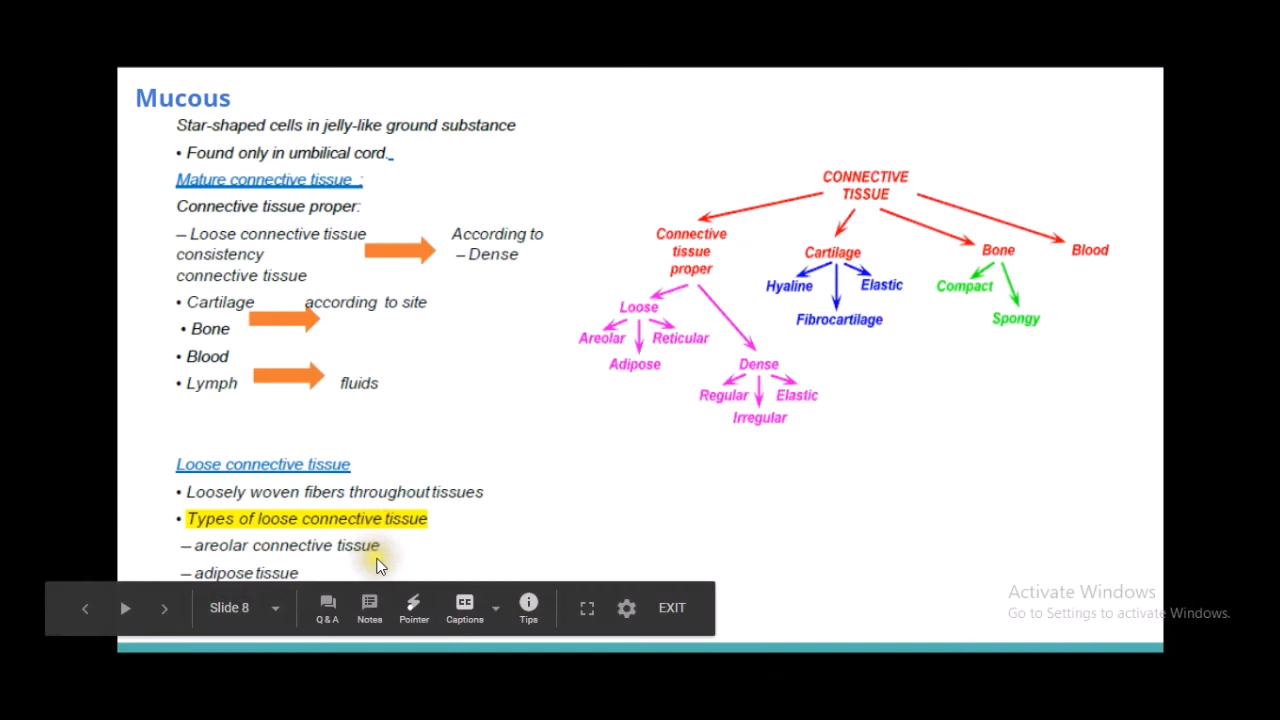 Mucous
Star-shaped cells in jelly-like ground substance
• Found only in umbilical cord.
Mature connective tissue :
Connective tissue proper:
– Loose connective tissue
consistency
connective tissue
According to
– Dense
• Cartilage
according to site
• Bone
• Blood
• Lymph
fluids
Loose connective tissue
• Loosely woven fibers throughout tissues
• Types of loose connective tissue
– areolar connective tissue
– adipose tissue
CONNECTIVE
TISSUE
Connective
tissue
proper
Cartilage
Bone
Blood
Hyaline
Elastic
Fibrocartilage
Compact
Spongy
Loose
Areolar
Reticular
Adipose
Dense
Regular
Elastic
Irregular
Slide 8
Q & A
Notes
Pointer
CC
Captions
Tips
EXIT
Activate Windows
Go to Settings to activate Windows.